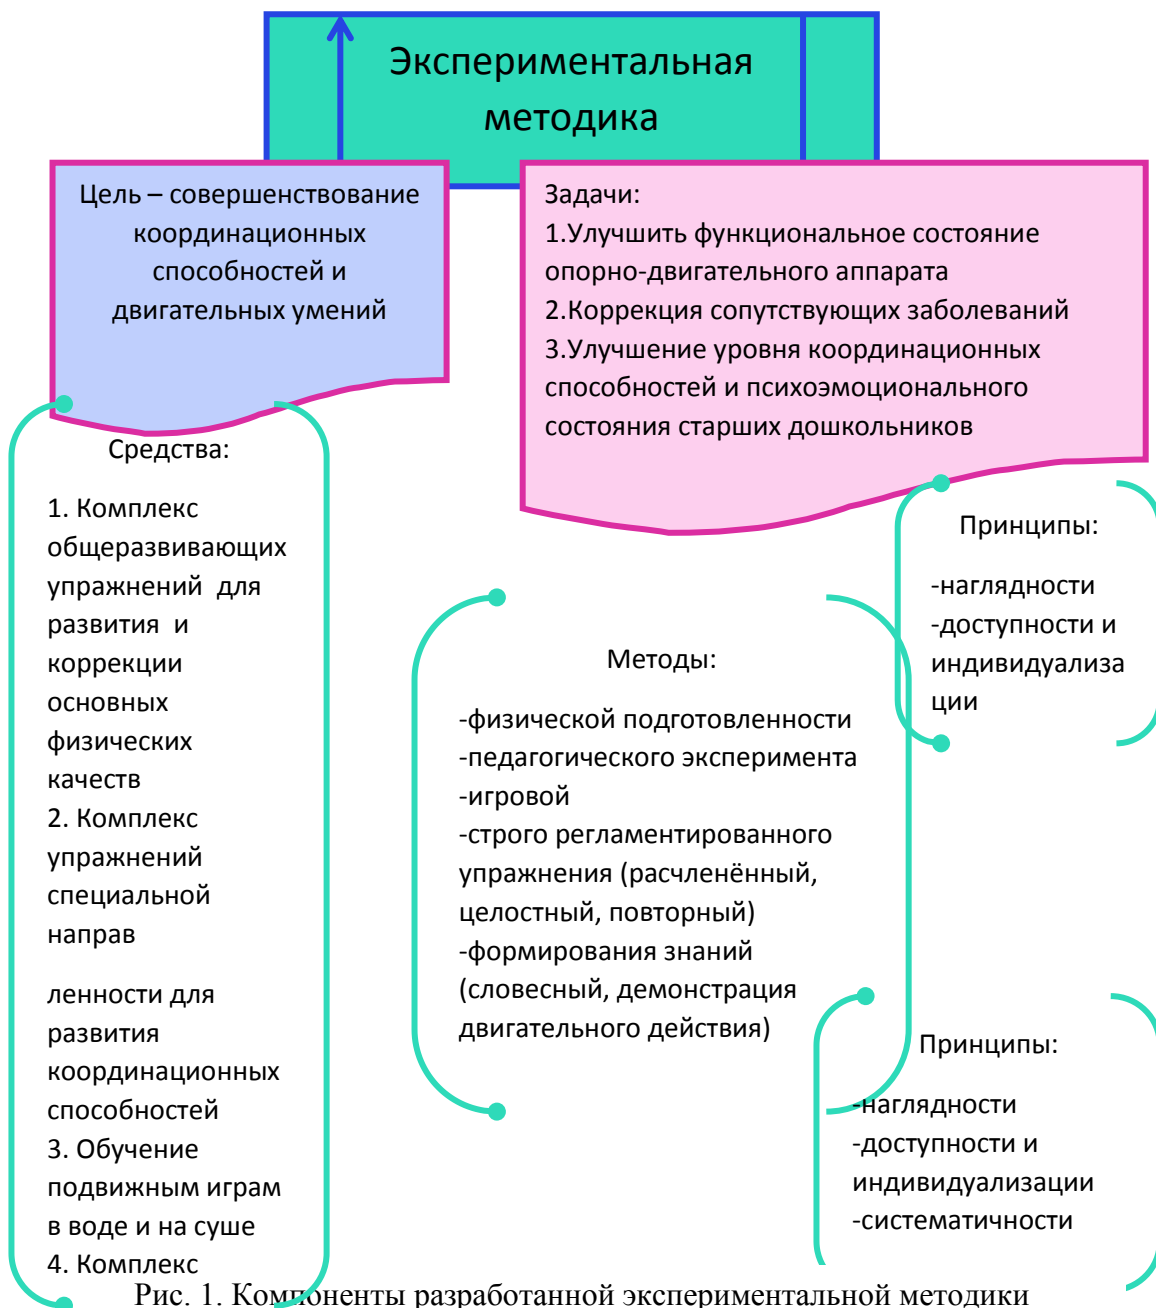 Экспериментальная
методика
Цель – совершенствование
координационных
способностей и
двигательных умений
Задачи:
1.Улучшить функциональное состояние
опорно-двигательного аппарата
2.Коррекция сопутствующих заболеваний
3.Улучшение уровня координационных
способностей и психоэмоционального
состояния старших дошкольников
Средства:
1. Комплекс
общеразвивающих
упражнений для
развития и
коррекции
основных
физических
качеств
2. Комплекс
упражнений
специальной
направ
ленности для
развития
координационных
способностей
3. Обучение
подвижным играм
в воде и на суше
4. Комплекс
Методы:
-физической подготовленности
-педагогического эксперимента
-игровой
-строго регламентированного
упражнения (расчленённый,
целостный, повторный)
-формирования знаний
(словесный, демонстрация
двигательного действия)
Принципы:
-наглядности
-доступности и
индивидуализа
ции
Принципы:
-наглядности
-доступности и
индивидуализации
-систематичности
Рис. 1. Компоненты разработанной экспериментальной методики